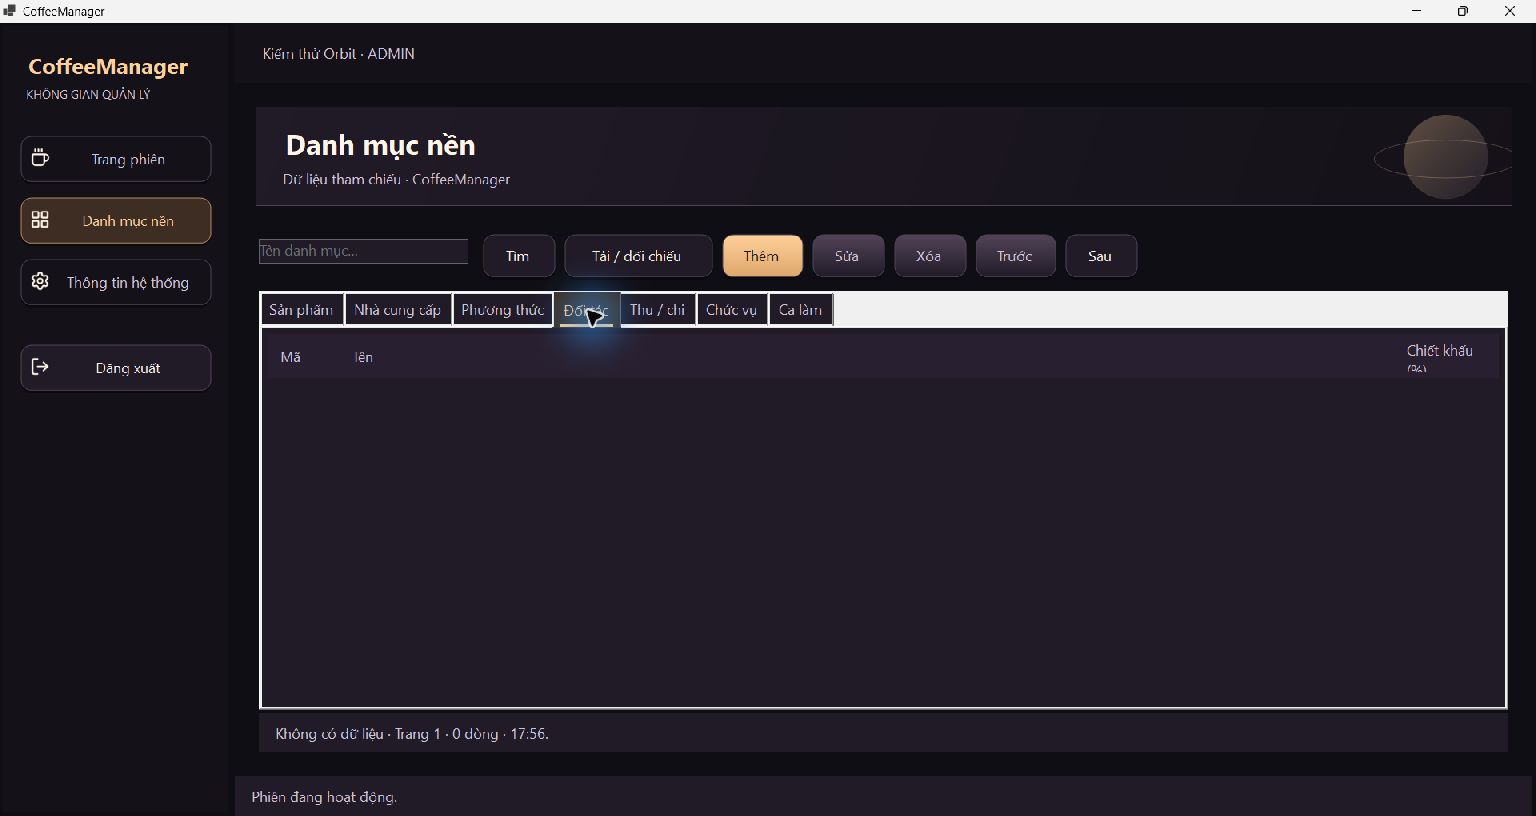 CoffeeManager
CoffeeManager
KHÔNG GIAN QUẢN LÝ
Trang phiên
Danh mục nền
Thông tin hệ thống
Đăng xuất
Kiểm thử Orbit · ADMIN
Danh mục nền
Dữ liệu tham chiếu · CoffeeManager
Tên danh mục...
Tìm
Tải / đối chiếu
Thêm
Sửa
Xóa
Trước
Sau
Sản phẩm
Nhà cung cấp
Phương thức
Đối tác
Thu / chi
Chức vụ
Ca làm
Mã
Tên
Chiết khấu
(%)
Không có dữ liệu · Trang 1 · 0 dòng · 17:56.
Phiên đang hoạt động.